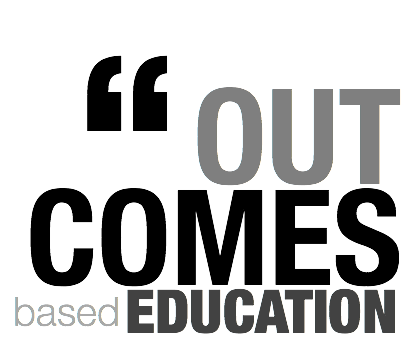 “ OUT
COMES
based EDUCATION